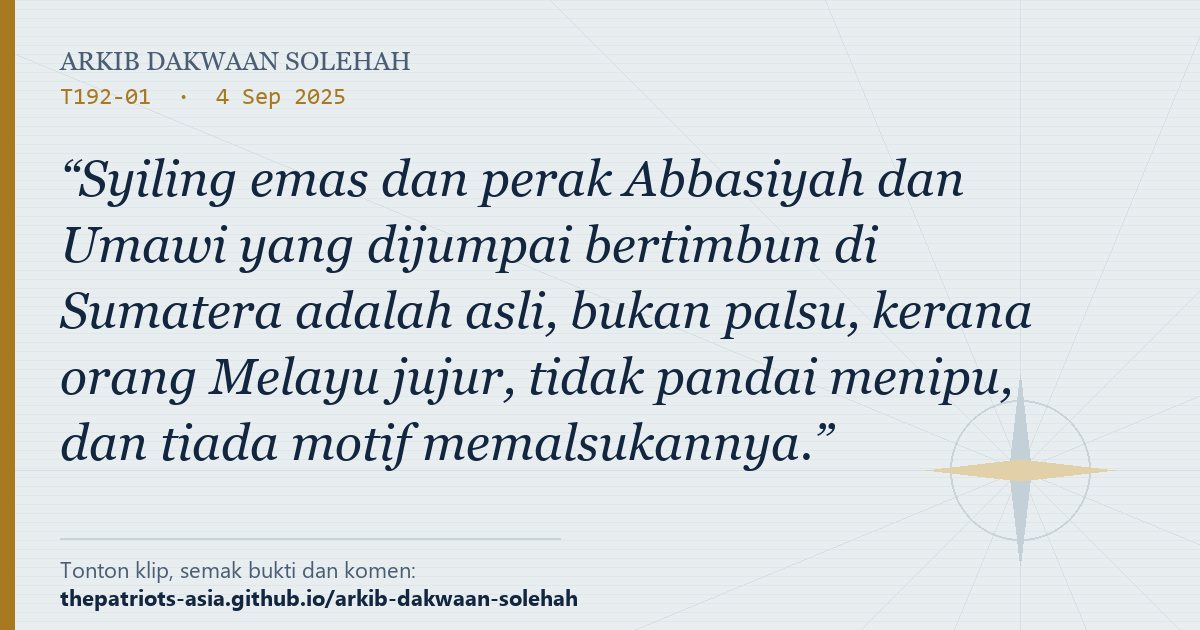 ARKIB DAKWAAN SOLEHAH
T192-01 · 4 Sep 2025
“Syiling emas dan perak Abbasiyah dan
Umawi yang dijumpai bertimbun di
Sumatera adalah asli, bukan palsu, kerana
orang Melayu jujur, tidak pandai menipu,
dan tiada motif memalsukannya.”
Tonton klip, semak bukti dan komen:
thepatriots-asia.github.io/arkib-dakwaan-solehah